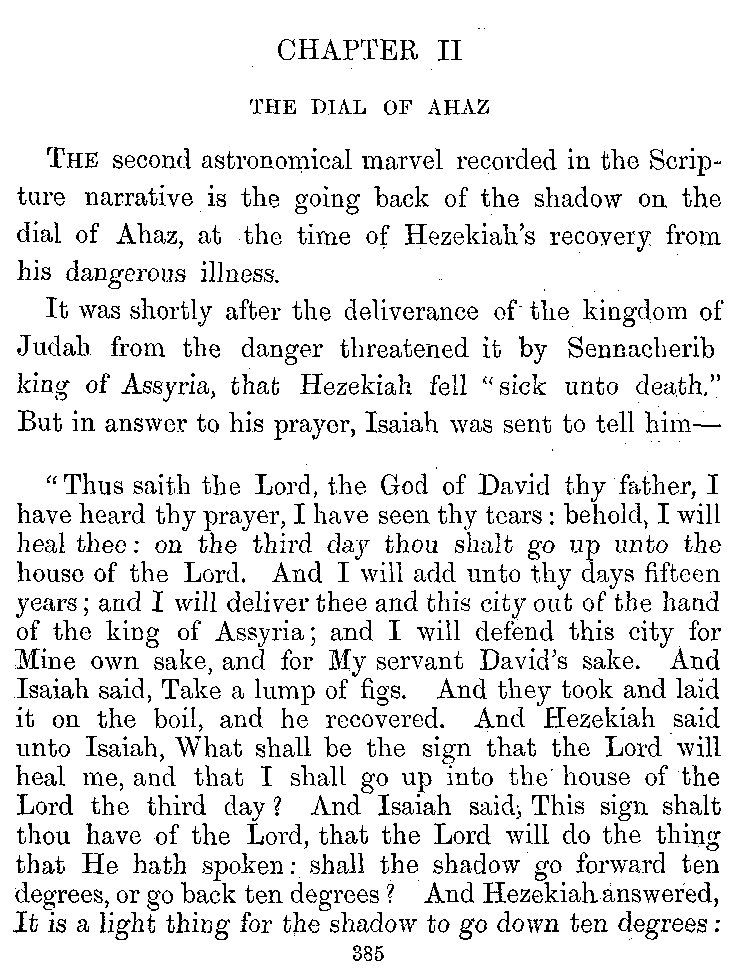 CHAPTER II
THE DIAL OF AHAZ
THE second astronomical marvel recorded in the Scrip-
ture narrative is the going back of the shadow on the
dial of Ahaz, at the time of Hezekiah's recovery from
his dangerous illness.
It was shortly after the deliverance of the kingdom of
Judah from the danger threatened it by Sennacherib
king of Assyria, that Hezekiah fell "sick unto death."
But in answer to his prayer, Isaiah was sent to tell him—
"Thus saith the Lord, the God of David thy father, I
have heard thy prayer, I have seen thy tears: behold, I will
heal thee: on the third day thou shalt go up unto the
house of the Lord. And I will add unto thy days fifteen
years; and I will deliver thee and this city out of the hand
of the king of Assyria; and I will defend this city for
Mine own sake, and for My servant David's sake. And
Isaiah said, Take a lump of figs. And they took and laid
it on the boil, and he recovered. And Hezekiah said
unto Isaiah, What shall be the sign that the Lord will
heal me, and that I shall go up into the house of the
Lord the third day? And Isaiah said, This sign shalt
thou have of the Lord, that the Lord will do the thing
that He hath spoken: shall the shadow go forward ten
degrees, or go back ten degrees? And Hezekiah answered,
It is a light thing for the shadow to go down ten degrees:
385